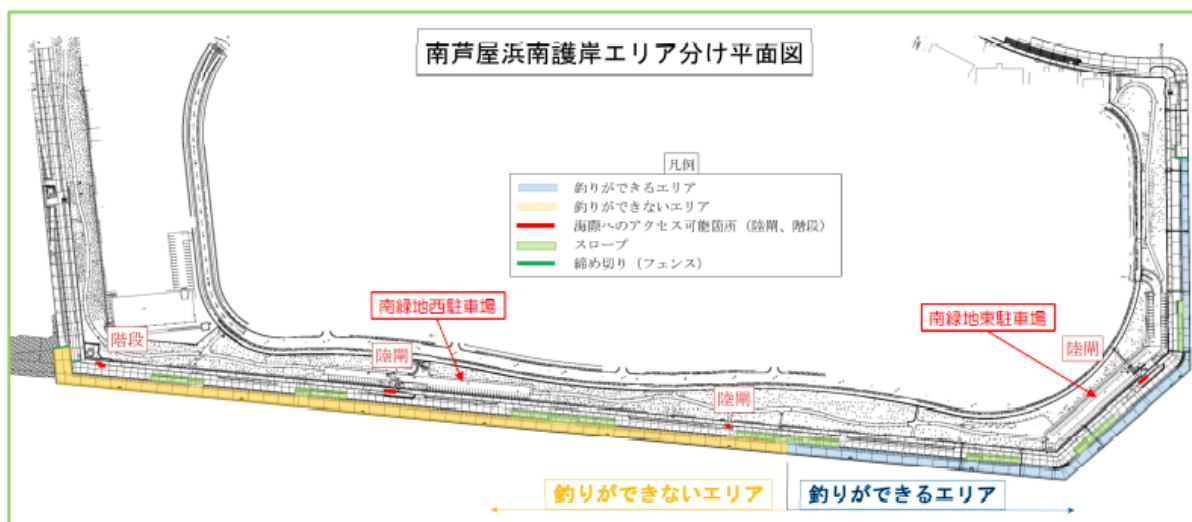 南芦屋浜南護岸エリア分け平面図
凡例
釣りができるエリア
釣りができないエリア
海際へのアクセス可能箇所（陸閘、階段）
スロープ
締め切り（フェンス）
南緑地西駐車場
南緑地東駐車場
階段
陸閘
陸閘
陸閘
釣りができないエリア
釣りができるエリア